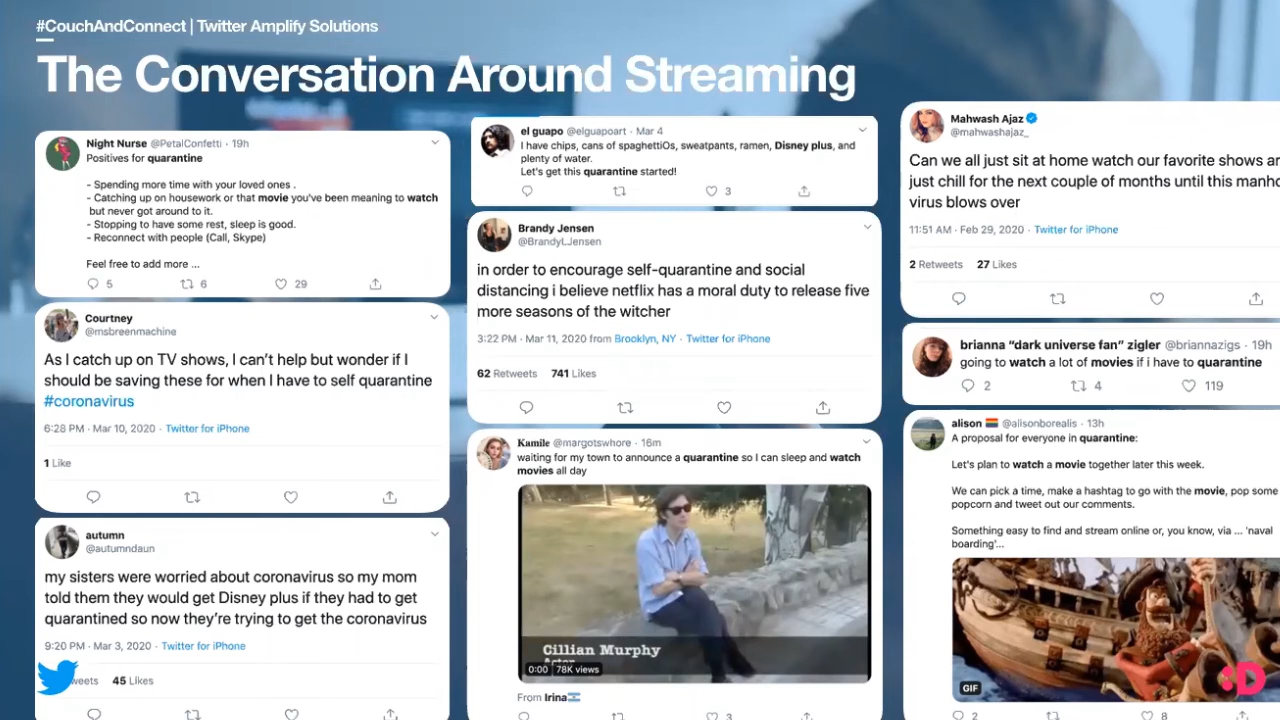 #CouchAndConnect | Twitter Amplify Solutions
The Conversation Around Streaming
Night Nurse @PetalConfetti · 19h
Positives for quarantine
- Spending more time with your loved ones .
- Catching up on housework or that movie you've been meaning to watch
but never got around to it.
- Stopping to have some rest, sleep is good.
- Reconnect with people (Call, Skype)
Feel free to add more ...
5 6 29
Courtney
@msbreenmachine
As I catch up on TV shows, I can't help but wonder if I
should be saving these for when I have to self quarantine
#coronavirus
6:28 PM · Mar 10, 2020 · Twitter for iPhone
1 Like
autumn
@autumndaun
my sisters were worried about coronavirus so my mom
told them they would get Disney plus if they had to get
quarantined so now they're trying to get the coronavirus
9:20 PM · Mar 3, 2020 · Twitter for iPhone
weets 45 Likes
el guapo @elguapoart · Mar 4
I have chips, cans of spaghettiOs, sweatpants, ramen, Disney plus, and
plenty of water.
Let's get this quarantine started!
3
Brandy Jensen
@BrandyLJensen
in order to encourage self-quarantine and social
distancing i believe netflix has a moral duty to release five
more seasons of the witcher
3:22 PM · Mar 11, 2020 from Brooklyn, NY · Twitter for iPhone
62 Retweets 741 Likes
Kamile @margotswhore · 16m
waiting for my town to announce a quarantine so I can sleep and watch
movies all day
Cillian Murphy
Actor
0:00 78K views
From Irina
3
Mahwash Ajaz
@mahwashajaz_
Can we all just sit at home watch our favorite shows an
just chill for the next couple of months until this manho
virus blows over
11:51 AM · Feb 29, 2020 · Twitter for iPhone
2 Retweets 27 Likes
brianna "dark universe fan" zigler @briannazigs · 19h
going to watch a lot of movies if i have to quarantine
2 4 119
alison @alisonborealis · 13h
A proposal for everyone in quarantine:
Let's plan to watch a movie together later this week.
We can pick a time, make a hashtag to go with the movie, pop some
popcorn and tweet out our comments.
Something easy to find and stream online or, you know, via ... 'naval
boarding'...
GIF
2 8
:D